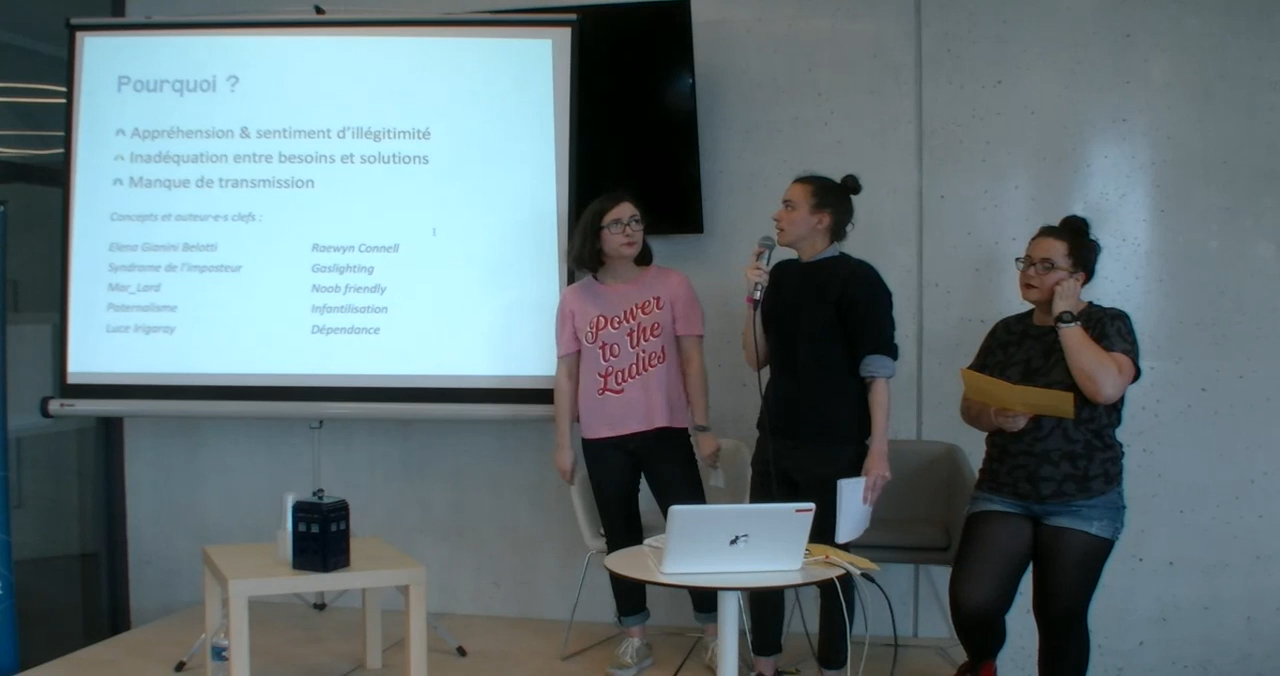 Pourquoi ?
Appréhension & sentiment d'illégitimité
Inadéquation entre besoins et solutions
Manque de transmission
Concepts et auteur·e·s clefs :
Elena Gianini Belotti Raewyn Connell
Syndrome de l'imposteur Gaslighting
Mar_Lard Noob friendly
Paternalisme Infantilisation
Luce Irigaray Dépendance
Power
to the
Ladies